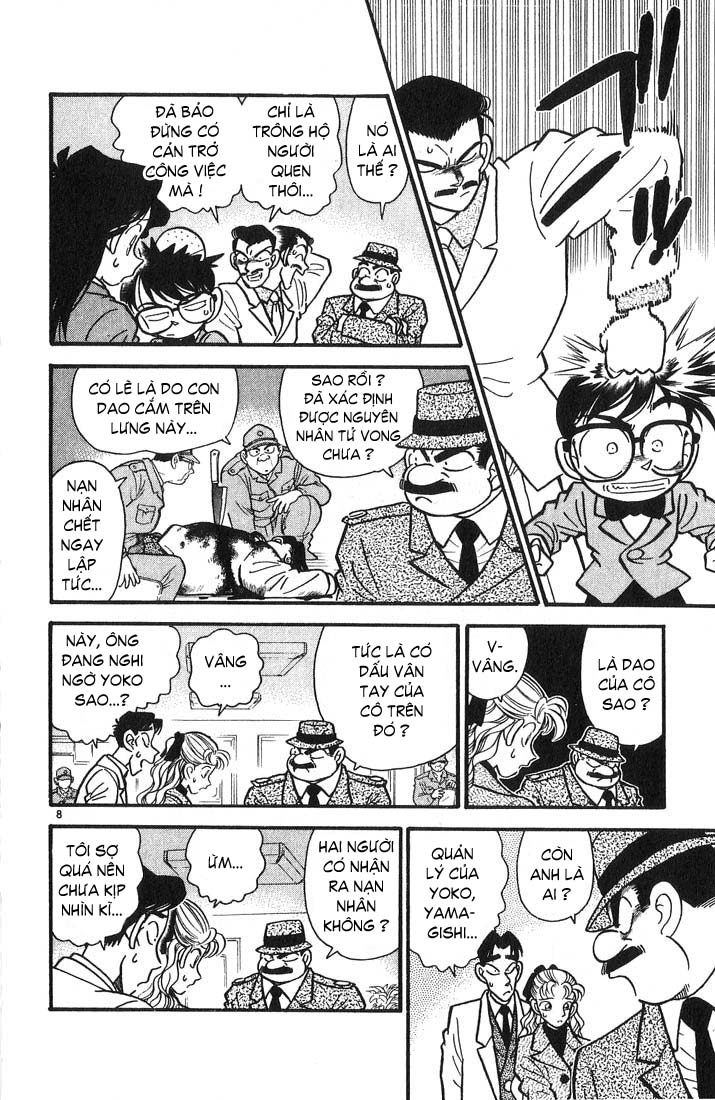 ブ
ル
NÓ
LÀ AI
THẾ ?
CHỈ LÀ
TRÔNG HỘ
NGƯỜI
QUEN
THÔI...
ĐÃ BẢO
ĐỪNG CÓ
CẢN TRỞ
CÔNG VIỆC
MÀ !
SAO RỒI ?
ĐÃ XÁC ĐỊNH
ĐƯỢC NGUYÊN
NHÂN TỬ VONG
CHƯA ?
CÓ LẼ LÀ DO CON
DAO CẮM TRÊN
LƯNG NÀY...
NẠN
NHÂN
CHẾT
NGAY
LẬP
TỨC...
LÀ DAO
CỦA CÔ
SAO ?
V-
VÂNG.
TỨC LÀ CÓ
DẤU VÂN
TAY CỦA
CÔ TRÊN
ĐÓ ?
VÂNG
...
NÀY, ÔNG
ĐANG NGHI
NGỜ YOKO
SAO...?
8
CÒN
ANH LÀ
AI ?
QUẢN
LÝ CỦA
YOKO,
YAMA-
GISHI...
HAI NGƯỜI
CÓ NHẬN
RA NẠN
NHÂN
KHÔNG ?
ỪM...
TÔI SỢ
QUÁ NÊN
CHƯA KỊP
NHÌN KĨ...